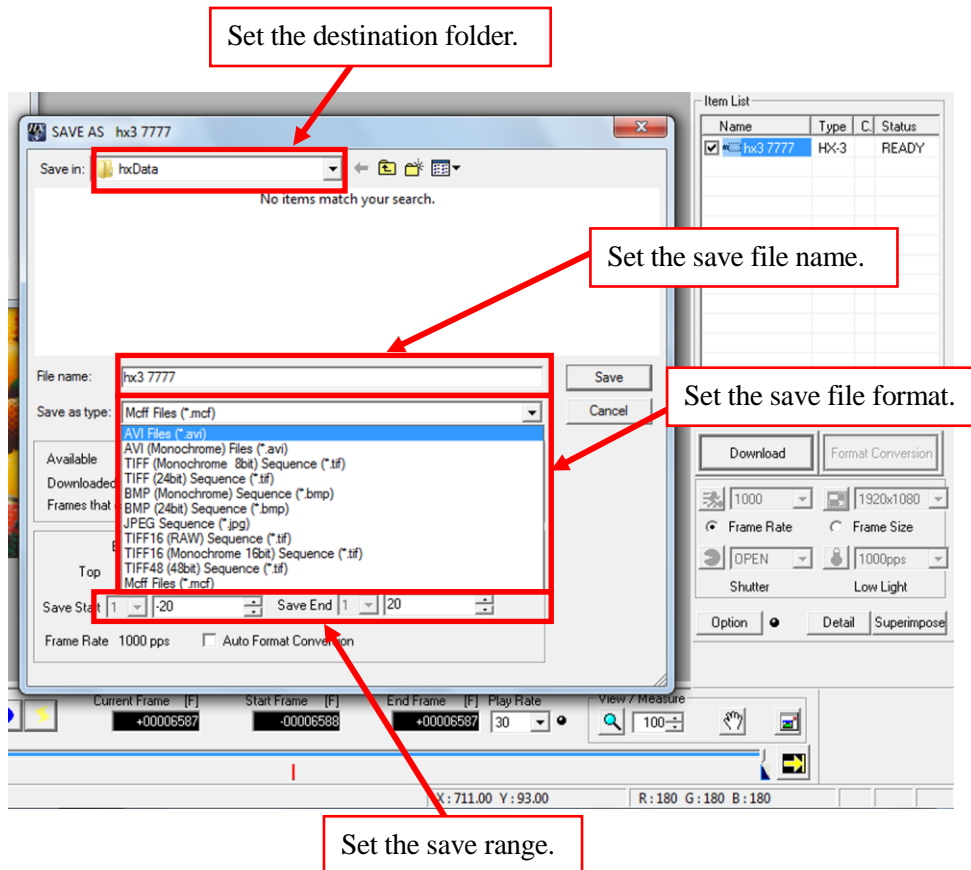 Set the destination folder.
SAVE AS hx3 7777
Save in: hxData
No items match your search.
Item List
Name Type C. Status
hx3 7777 HX-3 READY
Set the save file name.
File name: hx3 7777 Save
Set the save file format.
Save as type: Mcff Files (*.mcf) Cancel
AVI Files (*.avi)
AVI (Monochrome) Files (*.avi)
TIFF (Monochrome 8bit) Sequence (*.tif)
TIFF (24bit) Sequence (*.tif)
BMP (Monochrome) Sequence (*.bmp)
BMP (24bit) Sequence (*.bmp)
JPEG Sequence (*.jpg)
TIFF16 (RAW) Sequence (*.tif)
TIFF16 (Monochrome 16bit) Sequence (*.tif)
TIFF48 (48bit) Sequence (*.tif)
Mcff Files (*.mcf)
Available
Downloaded
Frames that
Top
Save Start 1 -20 Save End 1 20
Frame Rate 1000 pps Auto Format Conversion
Download Format Conversion
1000 1920x1080
Frame Rate Frame Size
OPEN 1000pps
Shutter Low Light
Option Detail Superimpose
Current Frame [F] Start Frame [F] End Frame [F] Play Rate View / Measure
+00006587 -00006588 +00006587 30 100
X : 711.00 Y : 93.00 R : 180 G : 180 B : 180
Set the save range.